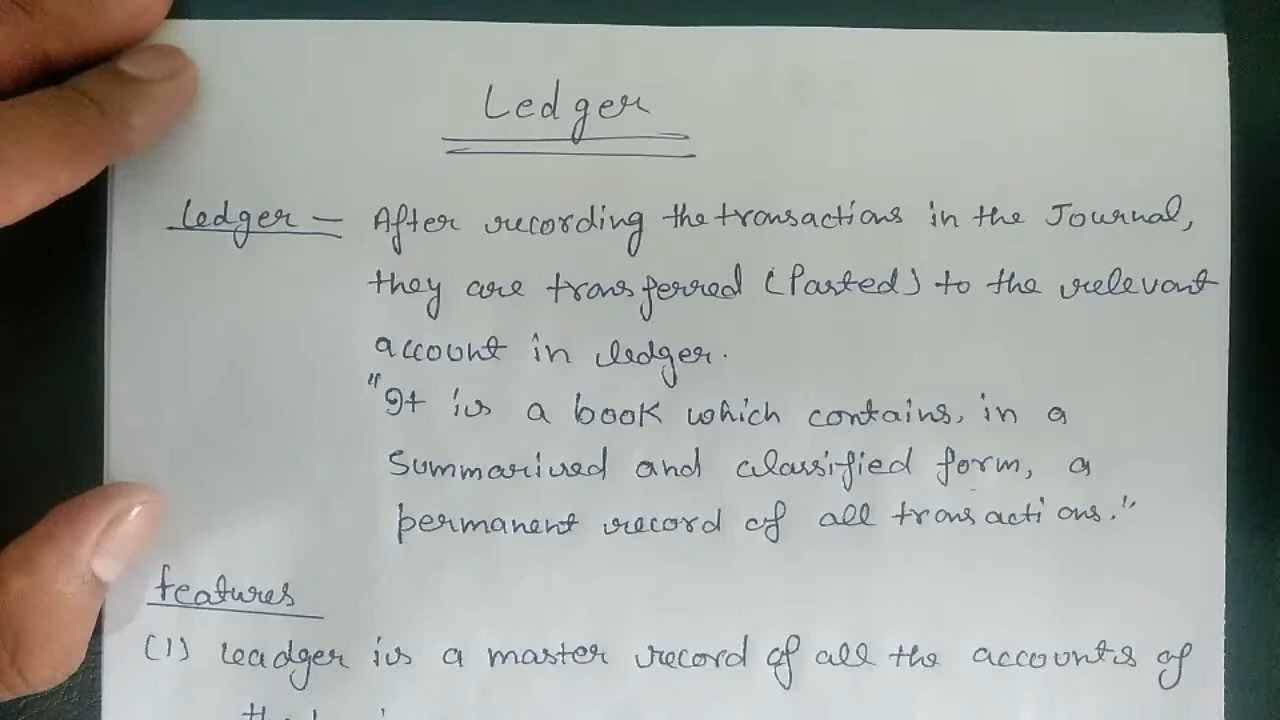 Ledger
Ledger — After recording the transactions in the Journal,
they are transferred (Posted) to the relevant
account in ledger.
"It is a book which contains, in a
Summarised and classified form, a
permanent record of all transactions."
features
(1) Leadger is a master record of all the accounts of